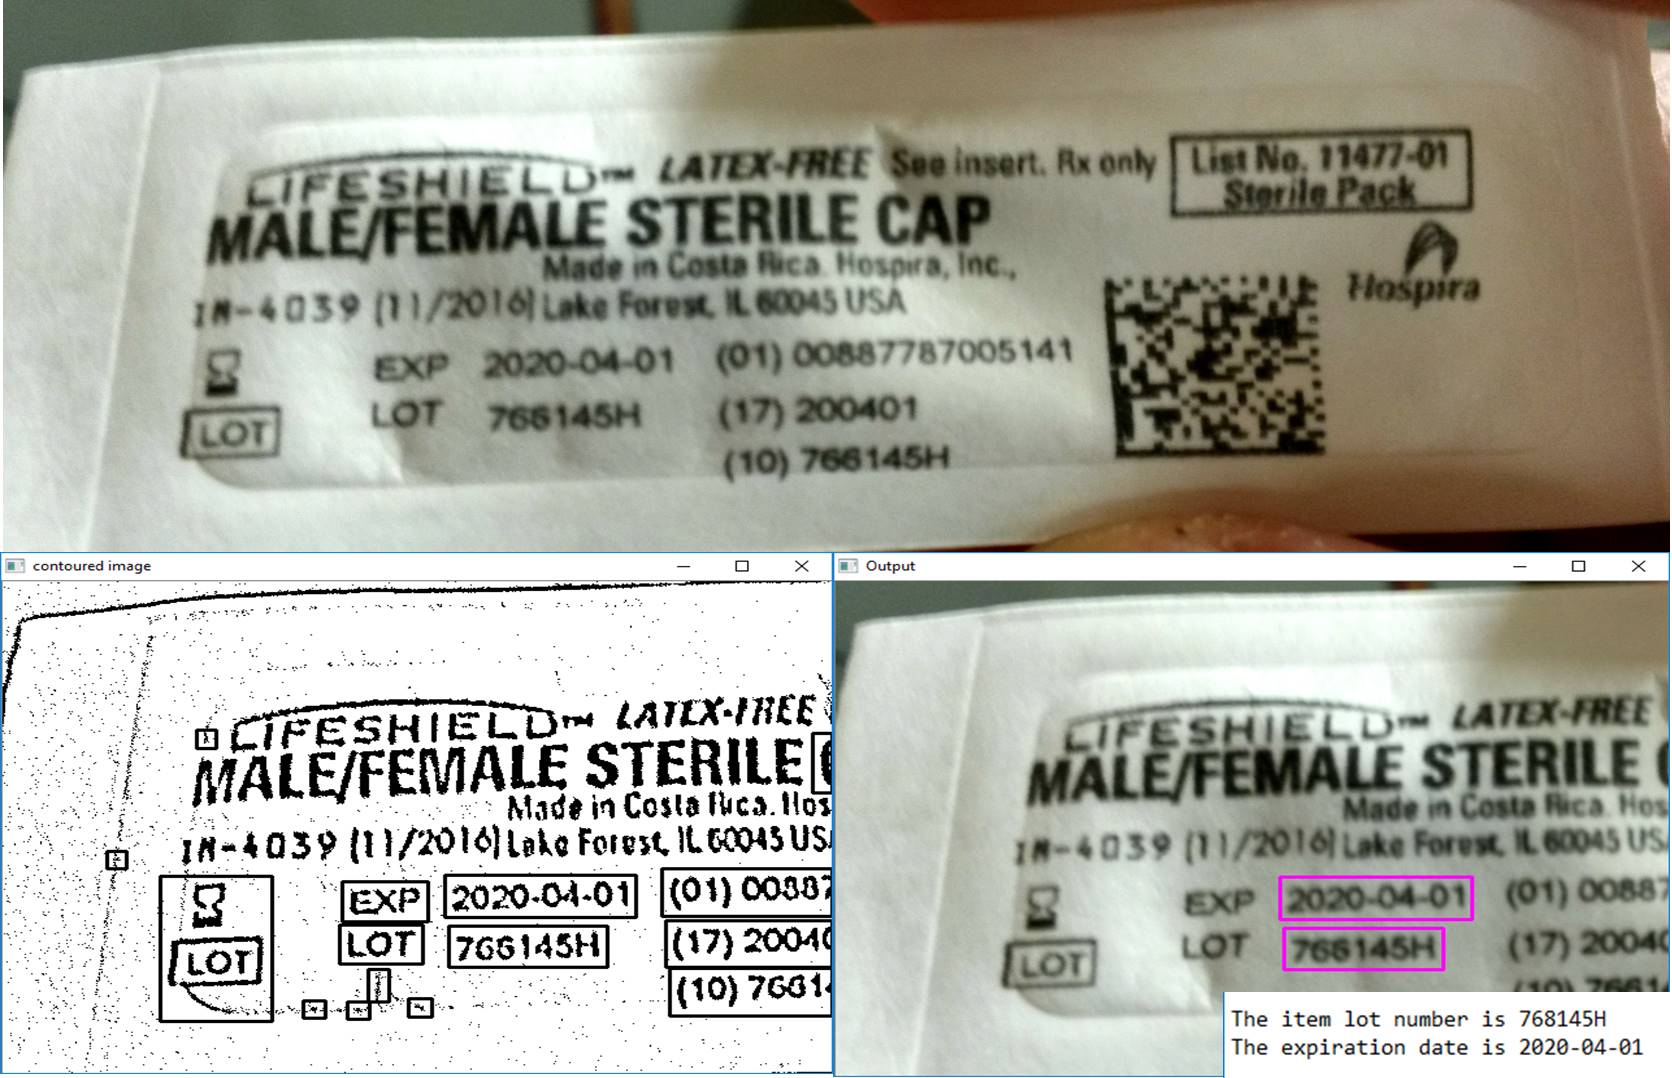 LIFESHIELD™ LATEX-FREE See insert. Rx only
List No. 11477-01
Sterile Pack
MALE/FEMALE STERILE CAP
Made in Costa Rica. Hospira, Inc.,
Hospira
IM-4039 (11/2016) Lake Forest, IL 60045 USA
EXP 2020-04-01 (01) 00887787005141
LOT 766145H (17) 200401
LOT
(10) 766145H
contoured image
LIFESHIELD™ LATEX-FREE
MALE/FEMALE STERILE
Made in Costa Rica. Hos
IM-4039 (11/2016) Lake Forest, IL 60045 US
EXP 2020-04-01 (01) 00887
LOT 766145H (17) 20040
LOT
(10) 7661
Output
LIFESHIELD™ LATEX-FREE
MALE/FEMALE STERILE C
Made in Costa Rica. Hos
IM-4039 (11/2016) Lake Forest, IL 60045 US
EXP 2020-04-01 (01) 00887
LOT 766145H (17) 20040
LOT
(10) 7661
The item lot number is 768145H
The expiration date is 2020-04-01